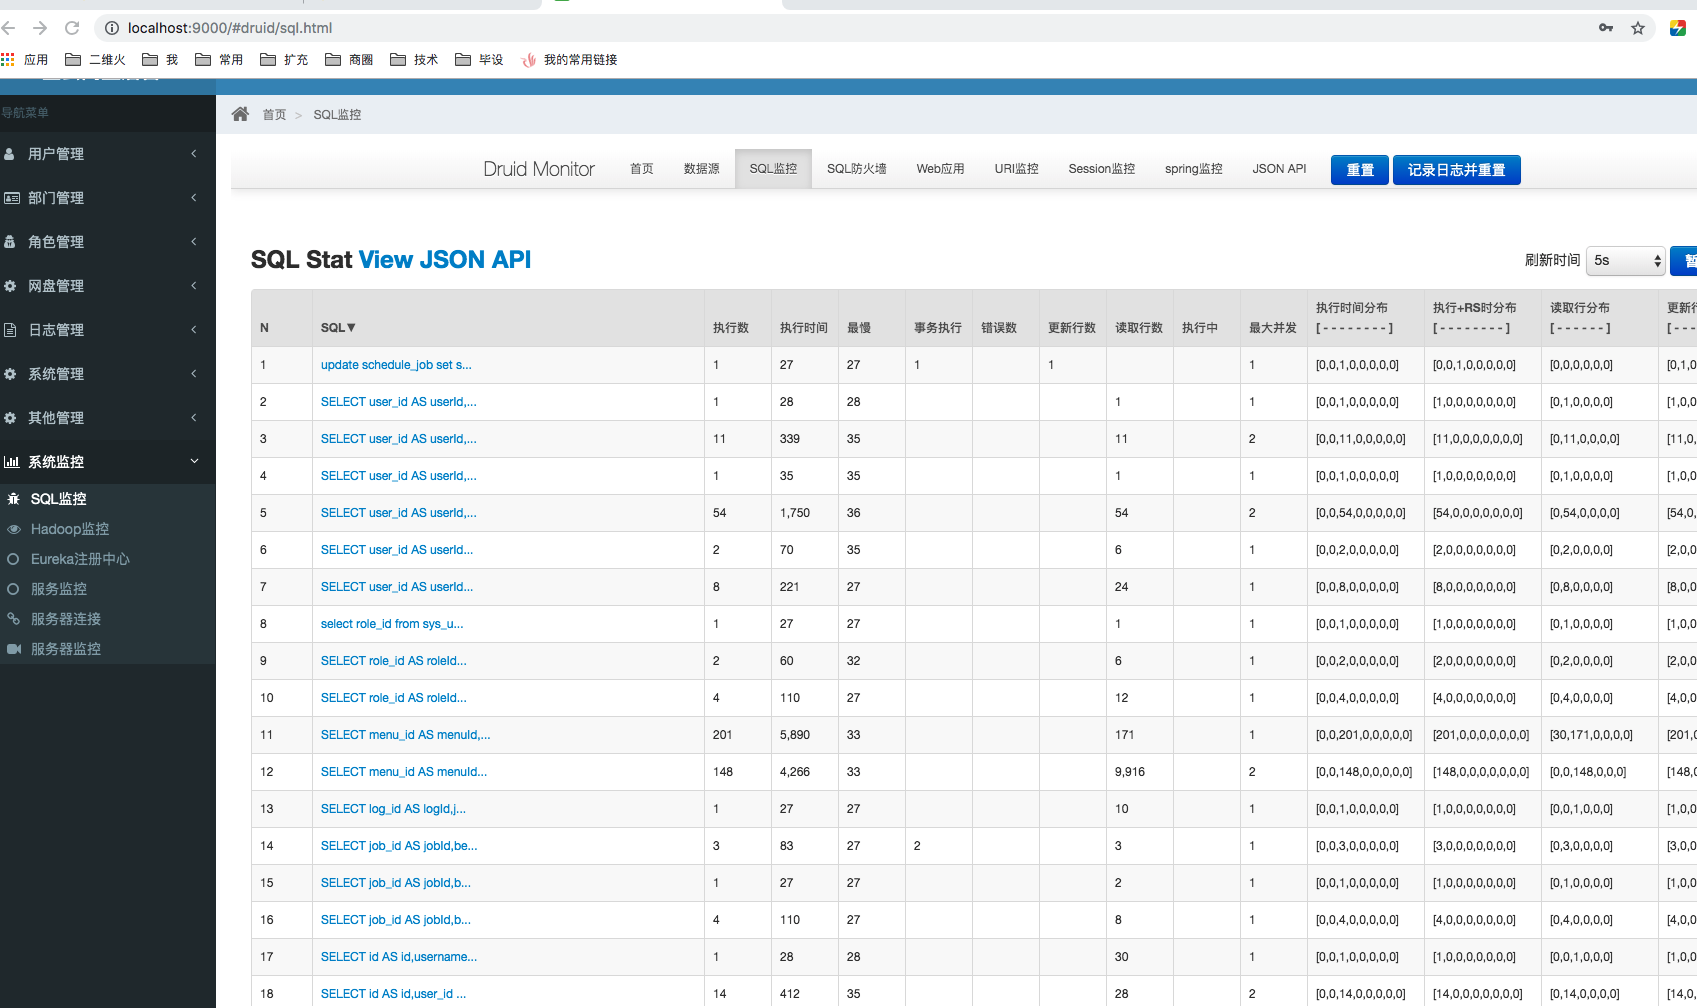 localhost:9000/#druid/sql.html
应用 二维火 我 常用 扩充 商圈 技术 毕设 我的常用链接
导航菜单
用户管理
部门管理
角色管理
网盘管理
日志管理
系统管理
其他管理
系统监控
SQL监控
Hadoop监控
Eureka注册中心
服务监控
服务器连接
服务器监控
首页 > SQL监控
Druid Monitor 首页 数据源 SQL监控 SQL防火墙 Web应用 URI监控 Session监控 spring监控 JSON API 重置 记录日志并重置
SQL Stat View JSON API
刷新时间 5s 暂
N SQL▼ 执行数 执行时间 最慢 事务执行 错误数 更新行数 读取行数 执行中 最大并发 执行时间分布 [ - - - - - - - - ] 执行+RS时分布 [ - - - - - - - - ] 读取行分布 [ - - - - - - ] 更新行 [ - - -
1 update schedule_job set s... 1 27 27 1 1 1 [0,0,1,0,0,0,0,0] [0,0,1,0,0,0,0,0] [0,0,0,0,0,0] [0,1,0
2 SELECT user_id AS userId,... 1 28 28 1 1 [0,0,1,0,0,0,0,0] [1,0,0,0,0,0,0,0] [0,1,0,0,0,0] [1,0,0
3 SELECT user_id AS userId,... 11 339 35 11 2 [0,0,11,0,0,0,0,0] [11,0,0,0,0,0,0,0] [0,11,0,0,0,0] [11,0,
4 SELECT user_id AS userId,... 1 35 35 1 1 [0,0,1,0,0,0,0,0] [1,0,0,0,0,0,0,0] [0,1,0,0,0,0] [1,0,0
5 SELECT user_id AS userId,... 54 1,750 36 54 2 [0,0,54,0,0,0,0,0] [54,0,0,0,0,0,0,0] [0,54,0,0,0,0] [54,0,
6 SELECT user_id AS userId... 2 70 35 6 1 [0,0,2,0,0,0,0,0] [2,0,0,0,0,0,0,0] [0,2,0,0,0,0] [2,0,0
7 SELECT user_id AS userId... 8 221 27 24 1 [0,0,8,0,0,0,0,0] [8,0,0,0,0,0,0,0] [0,8,0,0,0,0] [8,0,0
8 select role_id from sys_u... 1 27 27 1 1 [0,0,1,0,0,0,0,0] [1,0,0,0,0,0,0,0] [0,1,0,0,0,0] [1,0,0
9 SELECT role_id AS roleId... 2 60 32 6 1 [0,0,2,0,0,0,0,0] [2,0,0,0,0,0,0,0] [0,2,0,0,0,0] [2,0,0
10 SELECT role_id AS roleId... 4 110 27 12 1 [0,0,4,0,0,0,0,0] [4,0,0,0,0,0,0,0] [0,4,0,0,0,0] [4,0,0
11 SELECT menu_id AS menuId,... 201 5,890 33 171 1 [0,0,201,0,0,0,0,0] [201,0,0,0,0,0,0,0] [30,171,0,0,0,0] [201,0
12 SELECT menu_id AS menuId... 148 4,266 33 9,916 2 [0,0,148,0,0,0,0,0] [148,0,0,0,0,0,0,0] [0,0,148,0,0,0] [148,0
13 SELECT log_id AS logId,j... 1 27 27 10 1 [0,0,1,0,0,0,0,0] [1,0,0,0,0,0,0,0] [0,0,1,0,0,0] [1,0,0
14 SELECT job_id AS jobId,be... 3 83 27 2 3 1 [0,0,3,0,0,0,0,0] [3,0,0,0,0,0,0,0] [0,3,0,0,0,0] [3,0,0
15 SELECT job_id AS jobId,b... 1 27 27 2 1 [0,0,1,0,0,0,0,0] [1,0,0,0,0,0,0,0] [0,1,0,0,0,0] [1,0,0
16 SELECT job_id AS jobId,b... 4 110 27 8 1 [0,0,4,0,0,0,0,0] [4,0,0,0,0,0,0,0] [0,4,0,0,0,0] [4,0,0
17 SELECT id AS id,username... 1 28 28 30 1 [0,0,1,0,0,0,0,0] [1,0,0,0,0,0,0,0] [0,0,1,0,0,0] [1,0,0
18 SELECT id AS id,user_id ... 14 412 35 28 2 [0,0,14,0,0,0,0,0] [14,0,0,0,0,0,0,0] [0,14,0,0,0,0] [14,0,